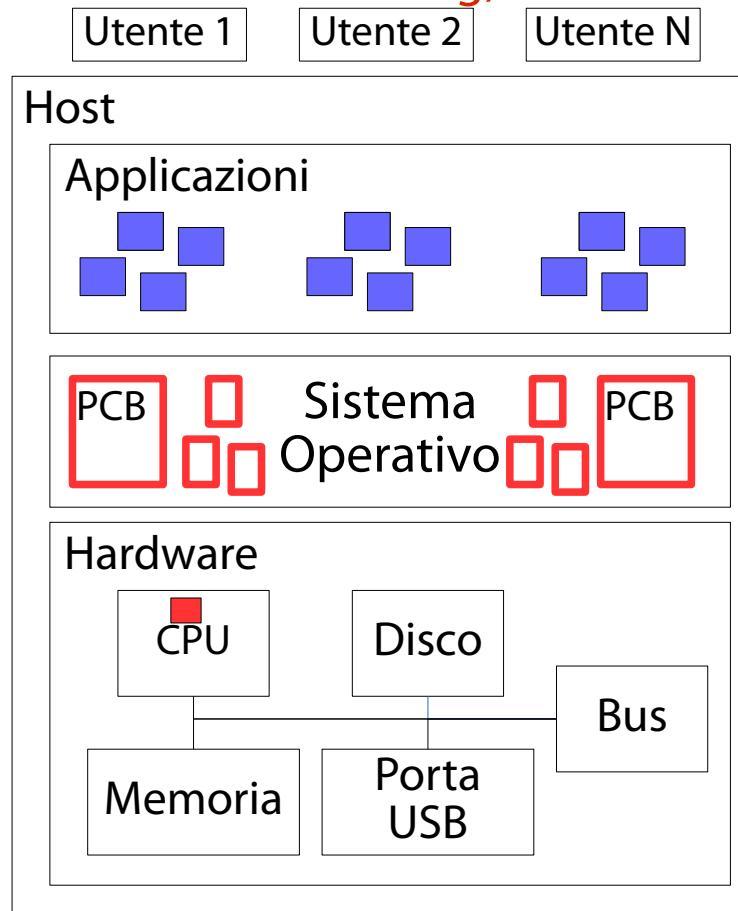 Utente 1 Utente 2 Utente N
Host
Applicazioni
PCB Sistema PCB
Operativo
Hardware
CPU Disco
Bus
Memoria Porta
USB